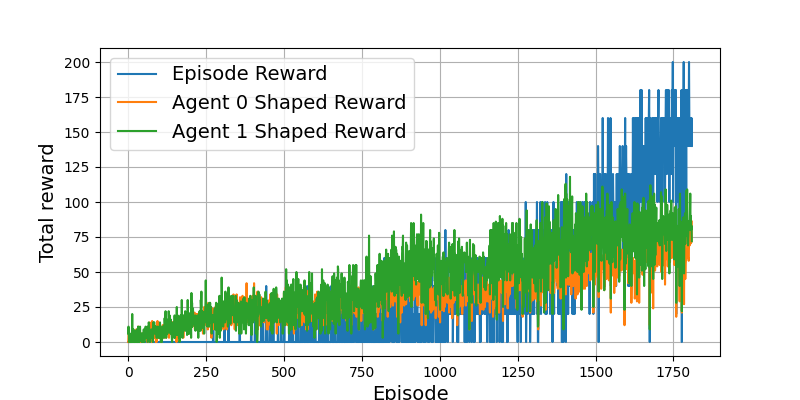 200
175
150
125
100
75
50
25
0
Total reward
Episode Reward
Agent 0 Shaped Reward
Agent 1 Shaped Reward
0 250 500 750 1000 1250 1500 1750
Episode